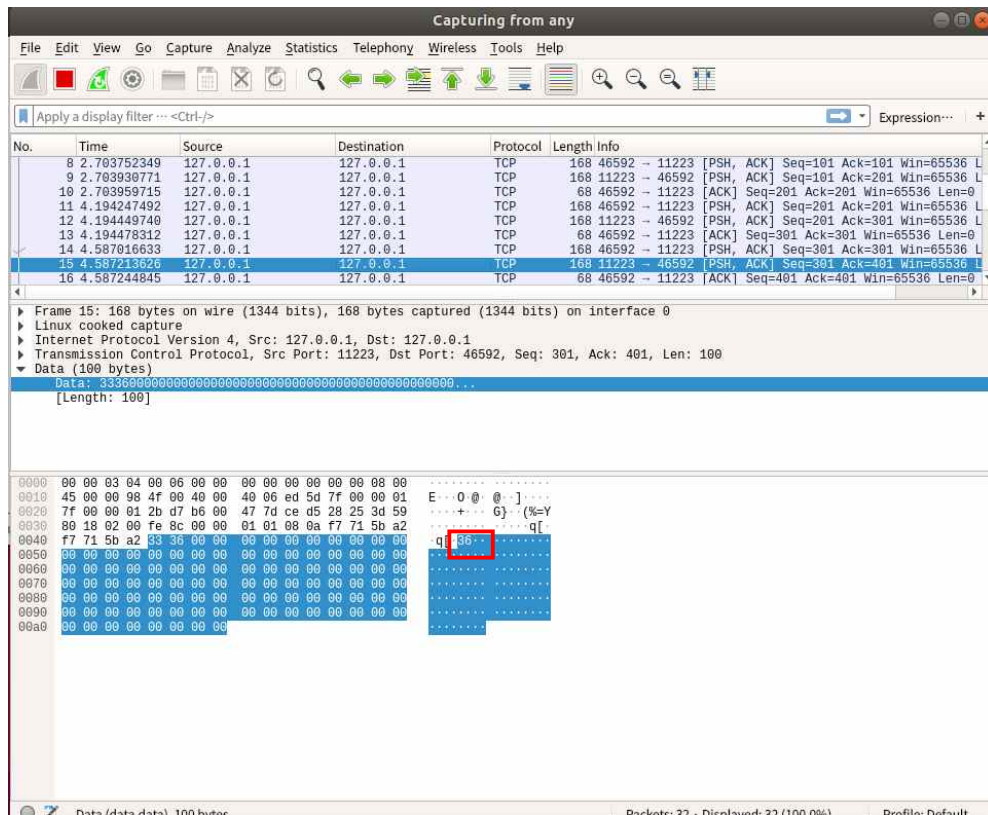 Capturing from any
File Edit View Go Capture Analyze Statistics Telephony Wireless Tools Help
Apply a display filter ··· <Ctrl-/> Expression··· +
No. Time Source Destination Protocol Length Info
8 2.703752349 127.0.0.1 127.0.0.1 TCP 168 46592 → 11223 [PSH, ACK] Seq=101 Ack=101 Win=65536 L
9 2.703930771 127.0.0.1 127.0.0.1 TCP 168 11223 → 46592 [PSH, ACK] Seq=101 Ack=201 Win=65536 L
10 2.703959715 127.0.0.1 127.0.0.1 TCP 68 46592 → 11223 [ACK] Seq=201 Ack=201 Win=65536 Len=0
11 4.194247492 127.0.0.1 127.0.0.1 TCP 168 46592 → 11223 [PSH, ACK] Seq=201 Ack=201 Win=65536 L
12 4.194449740 127.0.0.1 127.0.0.1 TCP 168 11223 → 46592 [PSH, ACK] Seq=201 Ack=301 Win=65536 L
13 4.194478312 127.0.0.1 127.0.0.1 TCP 68 46592 → 11223 [ACK] Seq=301 Ack=301 Win=65536 Len=0
14 4.587016633 127.0.0.1 127.0.0.1 TCP 168 46592 → 11223 [PSH, ACK] Seq=301 Ack=301 Win=65536 L
15 4.587213626 127.0.0.1 127.0.0.1 TCP 168 11223 → 46592 [PSH, ACK] Seq=301 Ack=401 Win=65536 L
16 4.587244845 127.0.0.1 127.0.0.1 TCP 68 46592 → 11223 [ACK] Seq=401 Ack=401 Win=65536 Len=0
Frame 15: 168 bytes on wire (1344 bits), 168 bytes captured (1344 bits) on interface 0
Linux cooked capture
Internet Protocol Version 4, Src: 127.0.0.1, Dst: 127.0.0.1
Transmission Control Protocol, Src Port: 11223, Dst Port: 46592, Seq: 301, Ack: 401, Len: 100
Data (100 bytes)
Data: 333600000000000000000000000000000000000000000000...
[Length: 100]
0000 00 00 03 04 00 06 00 00 00 00 00 00 00 00 08 00 ········ ········
0010 45 00 00 98 4f 00 40 00 40 06 ed 5d 7f 00 00 01 E···O·@· @··]····
0020 7f 00 00 01 2b d7 b6 00 47 7d ce d5 28 25 3d 59 ····+··· G}··(%=Y
0030 80 18 02 00 fe 8c 00 00 01 01 08 0a f7 71 5b a2 ········ ·····q[·
0040 f7 71 5b a2 33 36 00 00 00 00 00 00 00 00 00 00 ·q[·36·· ········
0050 00 00 00 00 00 00 00 00 00 00 00 00 00 00 00 00 ········ ········
0060 00 00 00 00 00 00 00 00 00 00 00 00 00 00 00 00 ········ ········
0070 00 00 00 00 00 00 00 00 00 00 00 00 00 00 00 00 ········ ········
0080 00 00 00 00 00 00 00 00 00 00 00 00 00 00 00 00 ········ ········
0090 00 00 00 00 00 00 00 00 00 00 00 00 00 00 00 00 ········ ········
00a0 00 00 00 00 00 00 00 00 ········
Data (data.data), 100 bytes Packets: 32 · Displayed: 32 (100.0%) Profile: Default